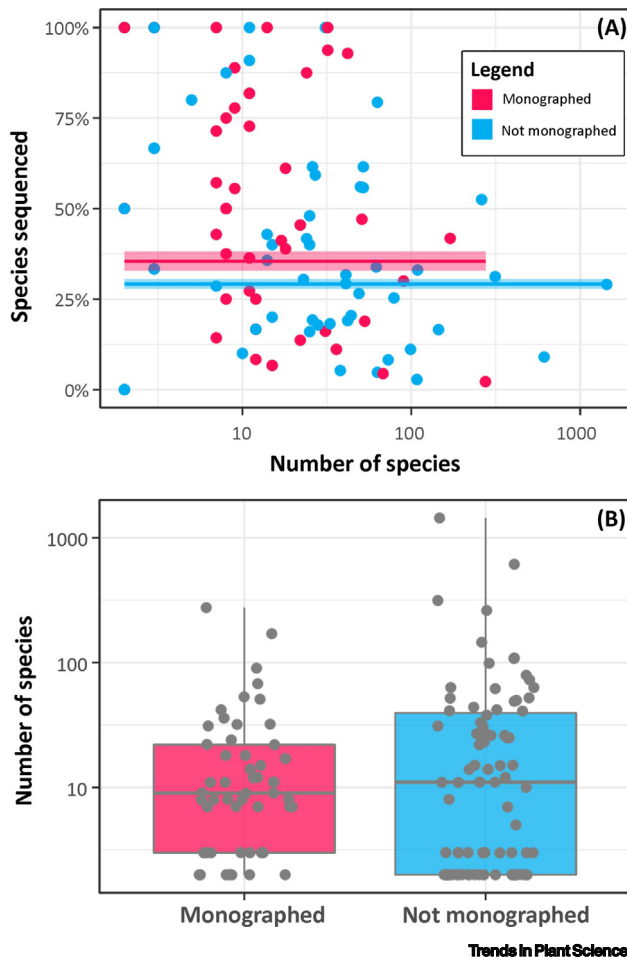 (A)
100%
75%
50%
25%
0%
Species sequenced
Legend
Monographed
Not monographed
10 100 1000
Number of species
(B)
1000
100
10
Number of species
Monographed Not monographed
Trends in Plant Science